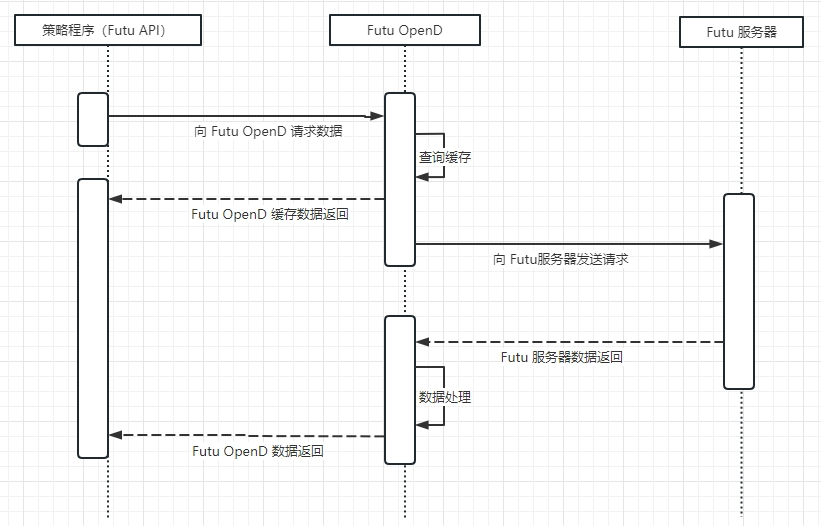 策略程序（Futu API）
Futu OpenD
Futu 服务器
向 Futu OpenD 请求数据
查询缓存
Futu OpenD 缓存数据返回
向 Futu服务器发送请求
Futu 服务器数据返回
数据处理
Futu OpenD 数据返回